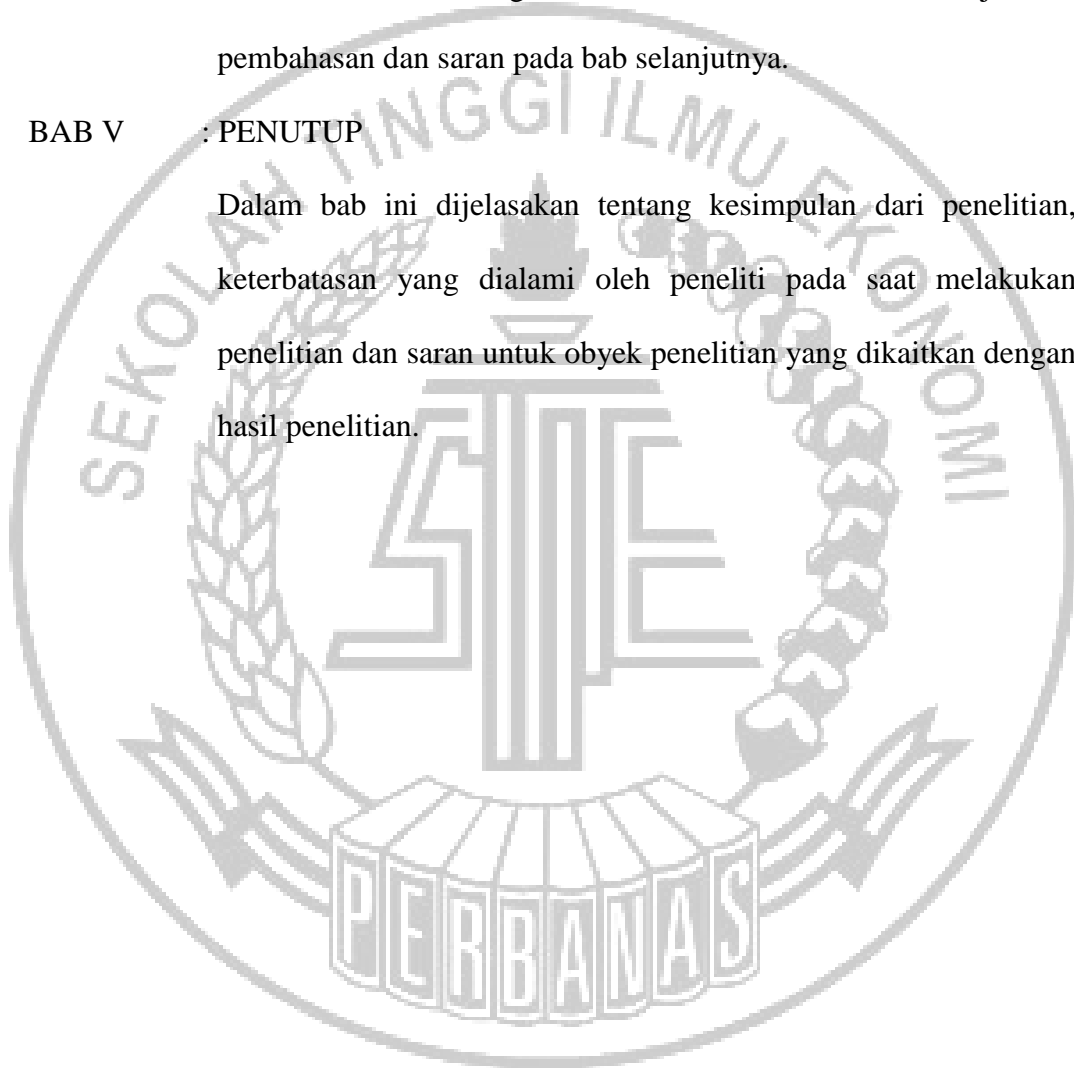 pembahasan dan saran pada bab selanjutnya.
BAB V : PENUTUP
Dalam bab ini dijelasakan tentang kesimpulan dari penelitian,
keterbatasan yang dialami oleh peneliti pada saat melakukan
penelitian dan saran untuk obyek penelitian yang dikaitkan dengan
hasil penelitian.
SEKOLAH TINGGI ILMU EKONOMI
STIE
PERBANAS